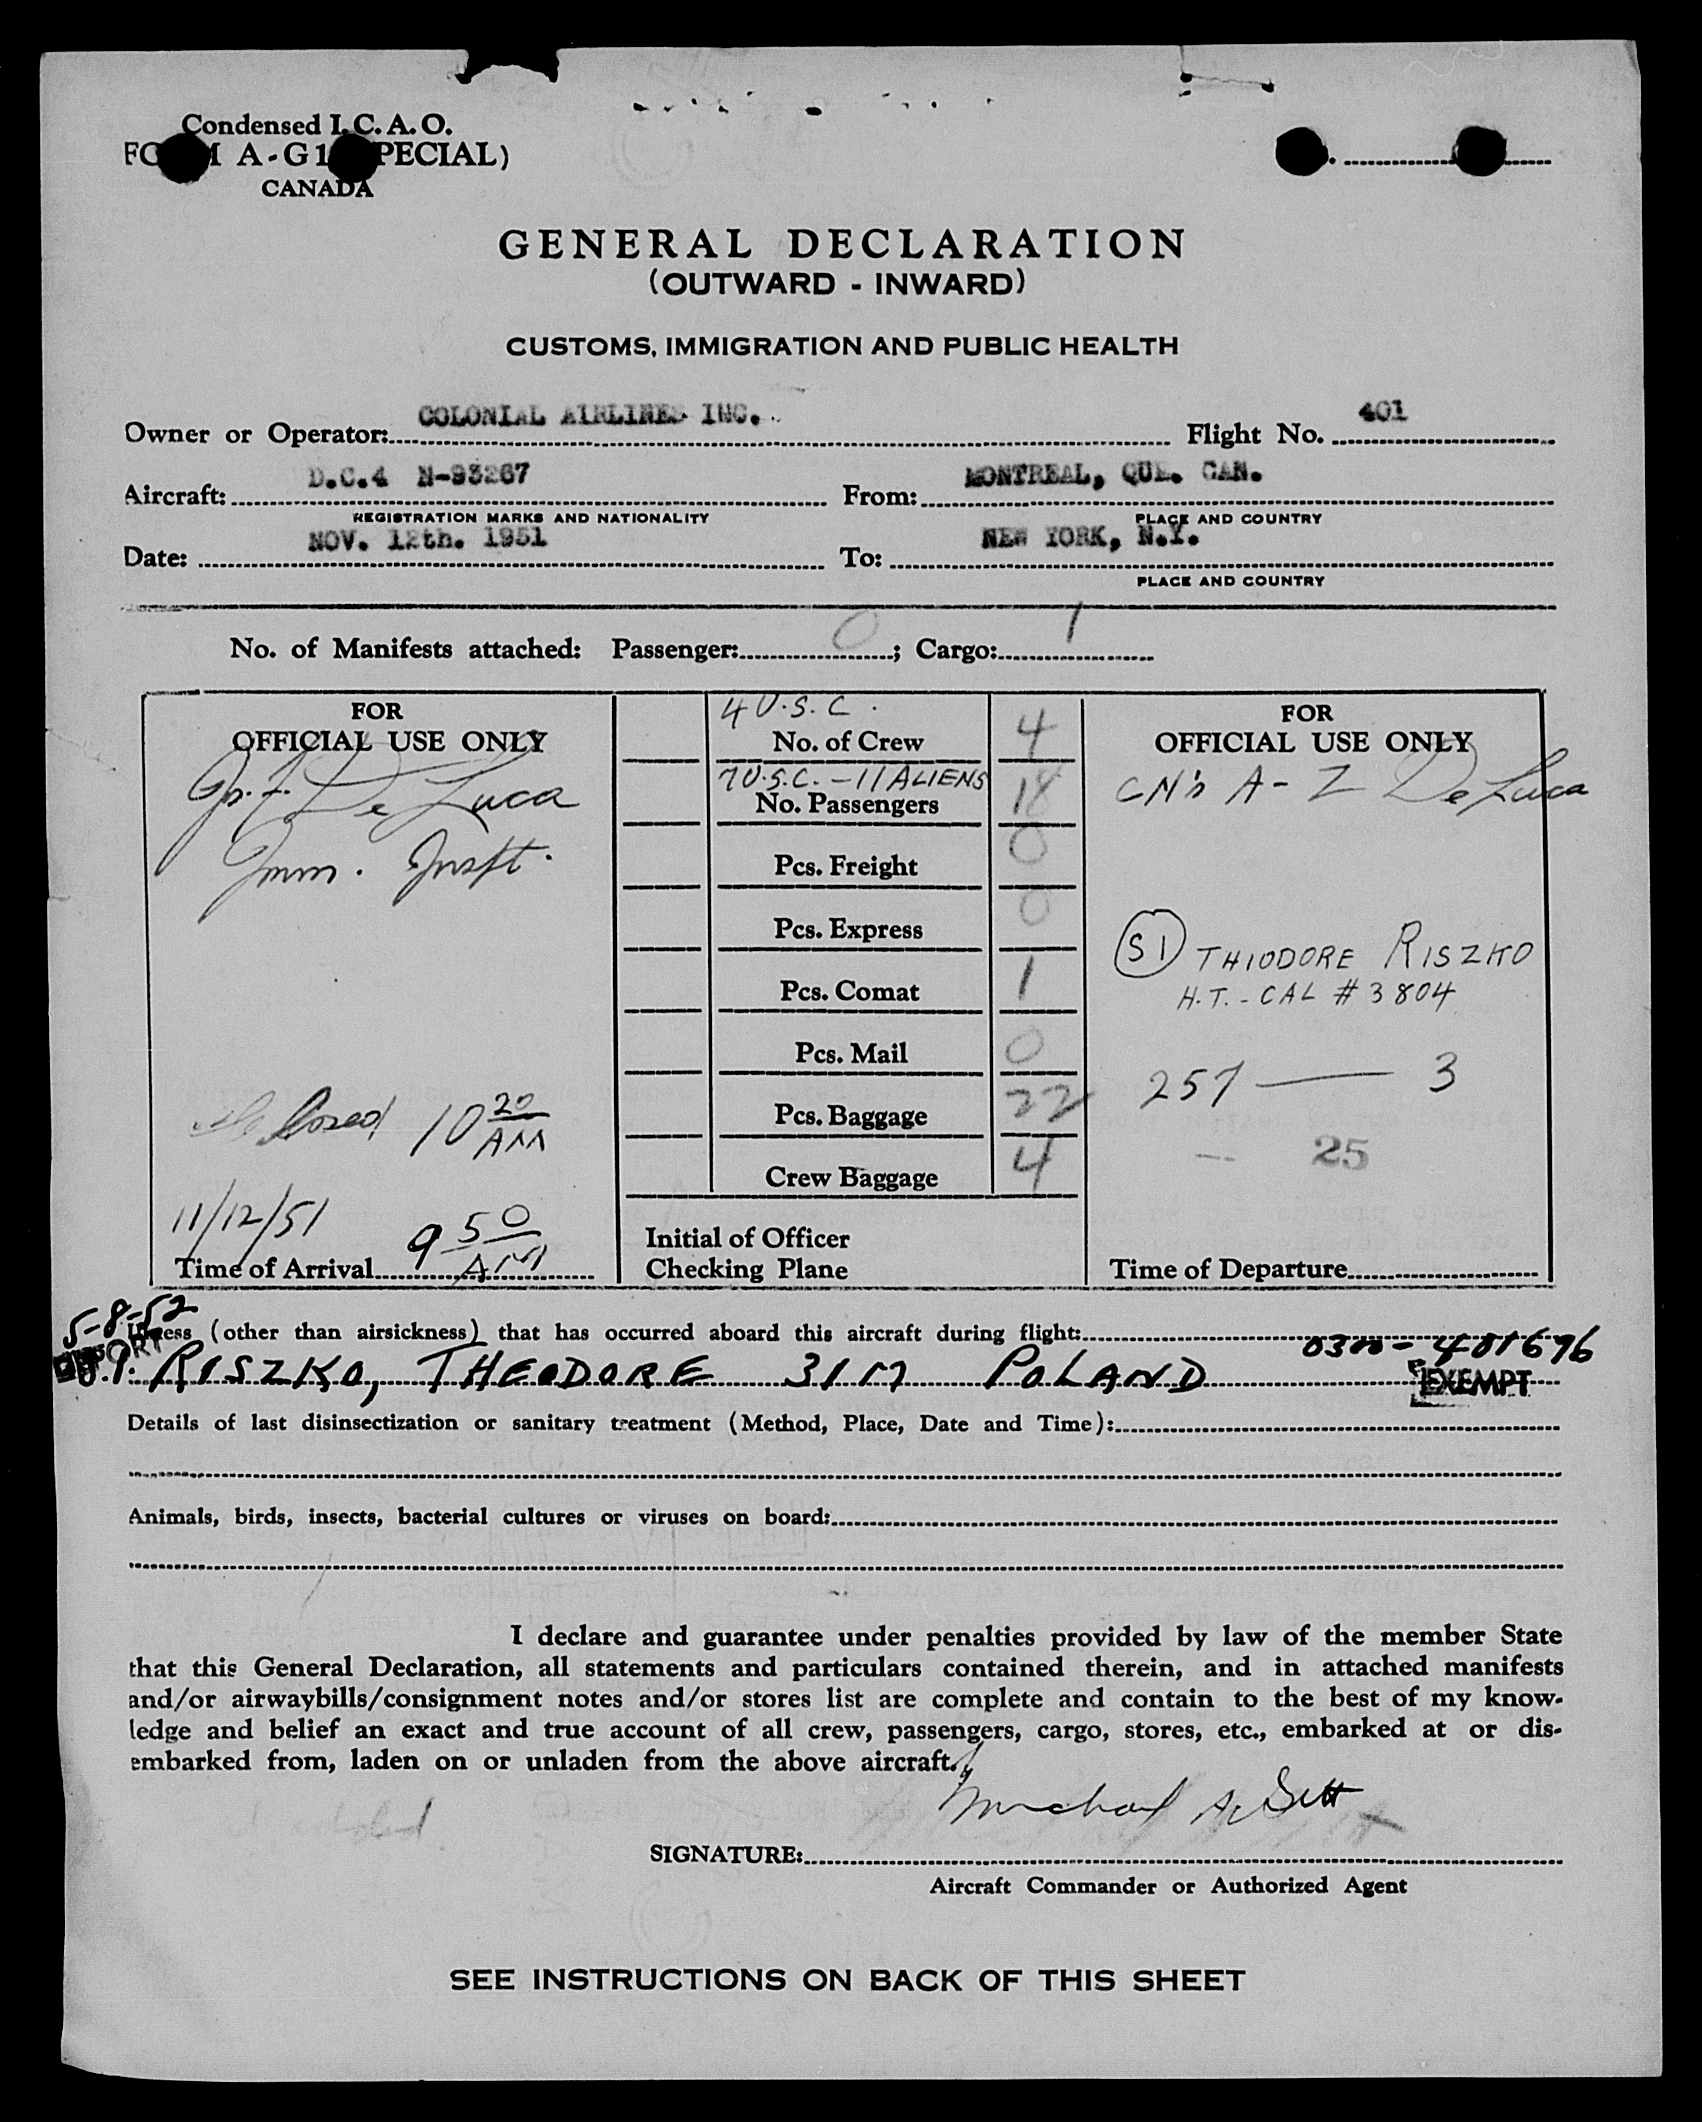 Condensed I.C.A.O.
A-G1
CANADA
GENERAL DECLARATION
(OUTWARD - INWARD)
CUSTOMS, IMMIGRATION AND PUBLIC HEALTH
Owner or Operator: COLONIAL AIRLINES INC. Flight No. 401
Aircraft: D.C.4 N-93267 From: MONTREAL, QUE. CAN.
REGISTRATION MARKS AND NATIONALITY PLACE AND COUNTRY
Date: NOV. 12th. 1951 To: NEW YORK, N.Y.
PLACE AND COUNTRY
No. of Manifests attached: Passenger: 0; Cargo: 1
FOR
OFFICIAL USE ONLY
De Luca
Imm. Inspt.
10 20 AM
11/12/51
9 50 AM
Time of Arrival
4 U.S.C.
No. of Crew 4
7 U.S.C. - 11 ALIENS
No. Passengers 18
Pcs. Freight 0
Pcs. Express 0
Pcs. Comat 1
Pcs. Mail 0
Pcs. Baggage 22
Crew Baggage 4
Initial of Officer
Checking Plane
FOR
OFFICIAL USE ONLY
CN's A - Z De Luca
S1 THIODORE RISZKO
H.T. - CAL # 3804
257 — 3
25
Time of Departure
5-8-52
Illness (other than airsickness) that has occurred aboard this aircraft during flight:
0300-401696
RISZKO, THEODORE 31 M POLAND EXEMPT
Details of last disinsectization or sanitary treatment (Method, Place, Date and Time):
Animals, birds, insects, bacterial cultures or viruses on board:
I declare and guarantee under penalties provided by law of the member State
that this General Declaration, all statements and particulars contained therein, and in attached manifests
and/or airwaybills/consignment notes and/or stores list are complete and contain to the best of my know-
ledge and belief an exact and true account of all crew, passengers, cargo, stores, etc., embarked at or dis-
embarked from, laden on or unladen from the above aircraft.
SIGNATURE:
Aircraft Commander or Authorized Agent
SEE INSTRUCTIONS ON BACK OF THIS SHEET